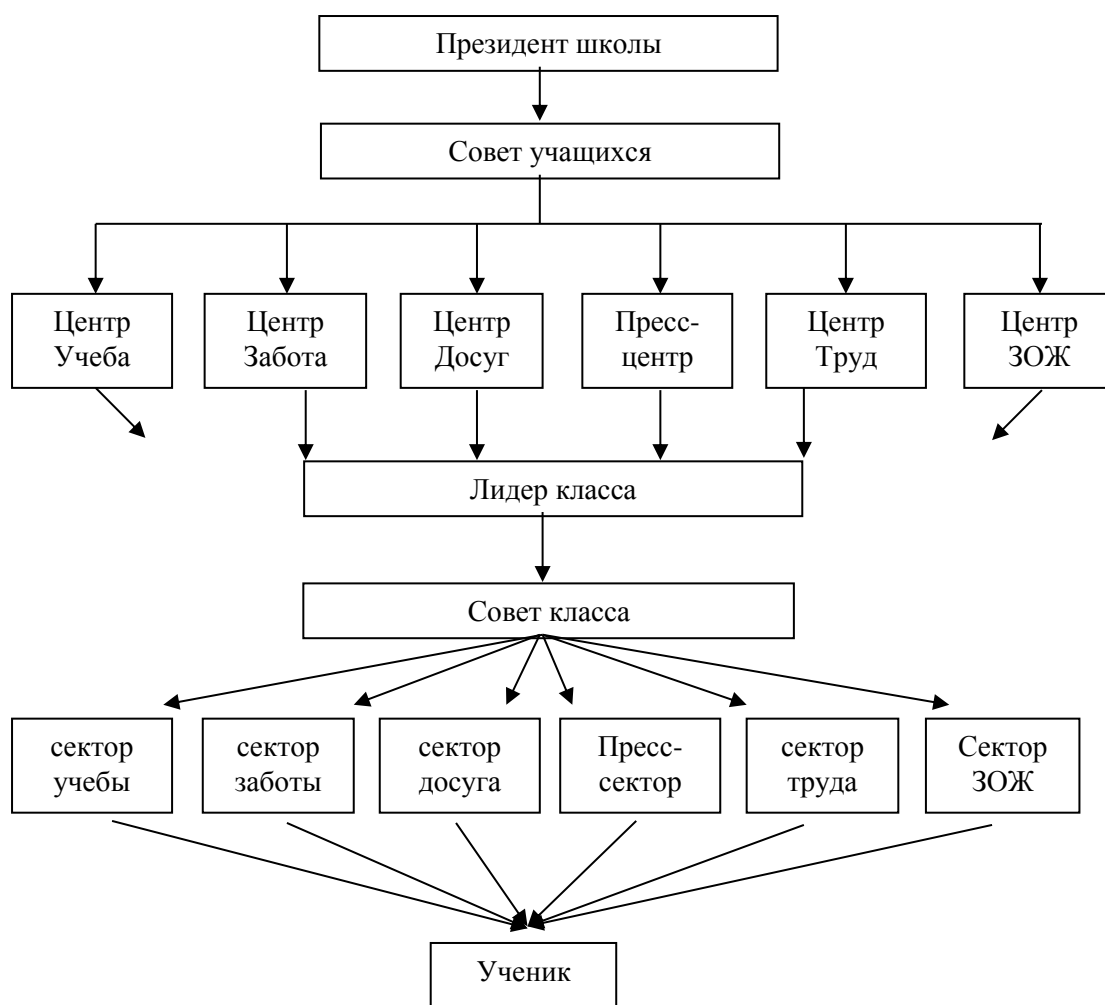 Президент школы
Совет учащихся
Центр
Учеба
Центр
Забота
Центр
Досуг
Пресс-
центр
Центр
Труд
Центр
ЗОЖ
Лидер класса
Совет класса
сектор
учебы
сектор
заботы
сектор
досуга
Пресс-
сектор
сектор
труда
Сектор
ЗОЖ
Ученик